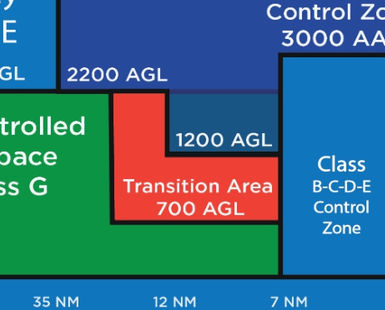 y
E
GL
Control Zo
3000 AA
2200 AGL
1200 AGL
trolled
pace
ss G
Transition Area
700 AGL
Class
B-C-D-E
Control
Zone
35 NM
12 NM
7 NM